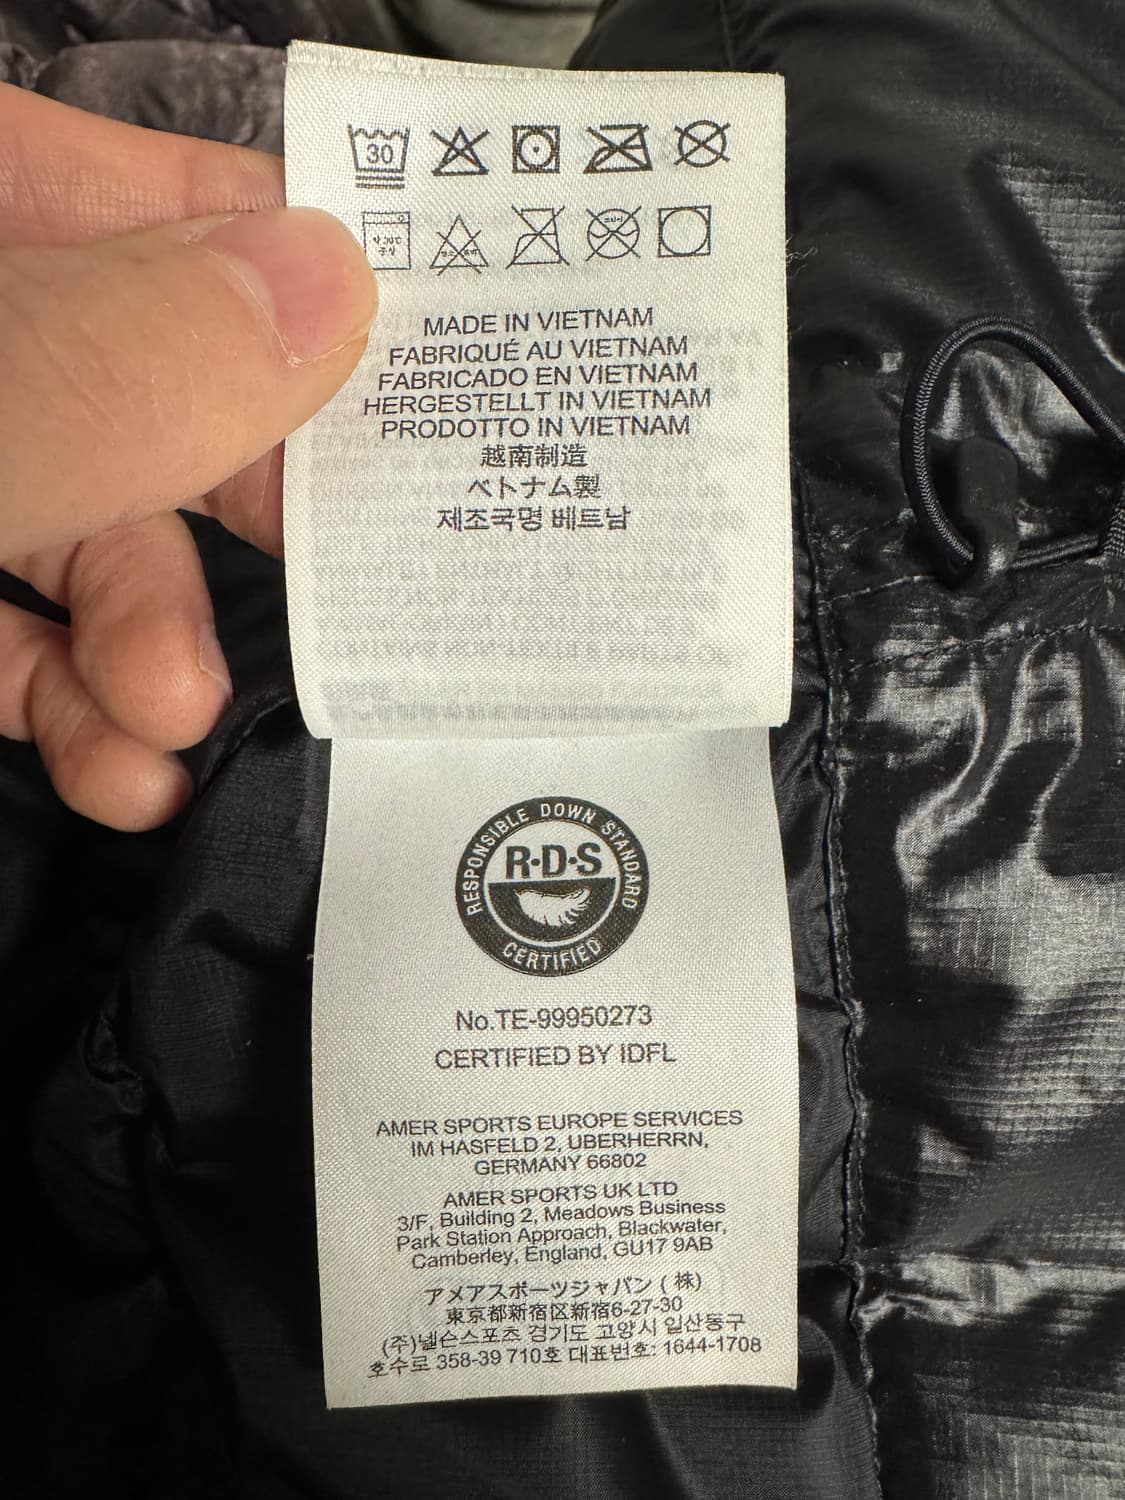 30
MADE IN VIETNAM
FABRIQUÉ AU VIETNAM
FABRICADO EN VIETNAM
HERGESTELLT IN VIETNAM
PRODOTTO IN VIETNAM
越南制造
ベトナム製
제조국명 베트남
RESPONSIBLE DOWN STANDARD
R·D·S
CERTIFIED
No.TE-99950273
CERTIFIED BY IDFL
AMER SPORTS EUROPE SERVICES
IM HASFELD 2, UBERHERRN,
GERMANY 66802
AMER SPORTS UK LTD
3/F, Building 2, Meadows Business
Park Station Approach, Blackwater,
Camberley, England, GU17 9AB
アメアスポーツジャパン (株)
東京都新宿区新宿6-27-30
(주)넬슨스포츠 경기도 고양시 일산동구
호수로 358-39 710호 대표번호: 1644-1708